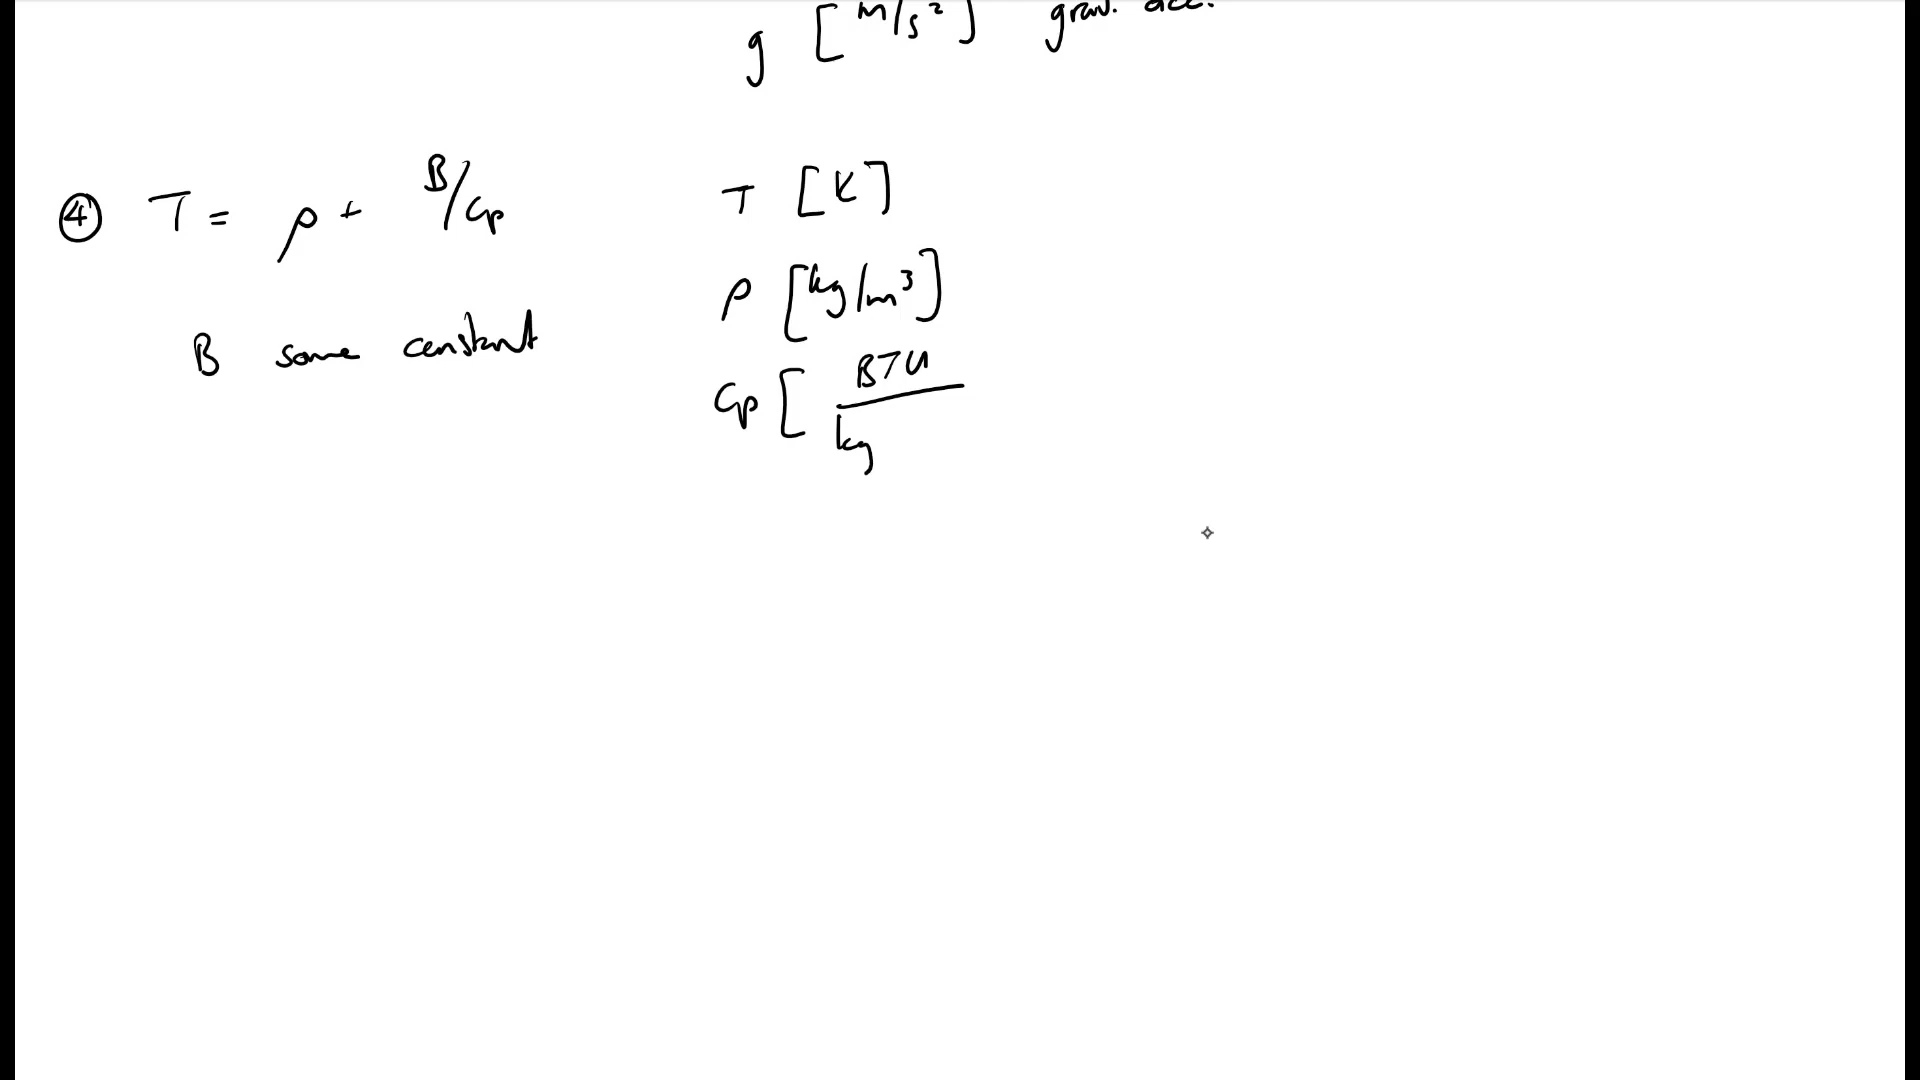 g [m/s²] grav. acc.
④ T = ρ + B/Cp T [K]
ρ [kg/m³]
B some constant
Cp [ BTU
kg